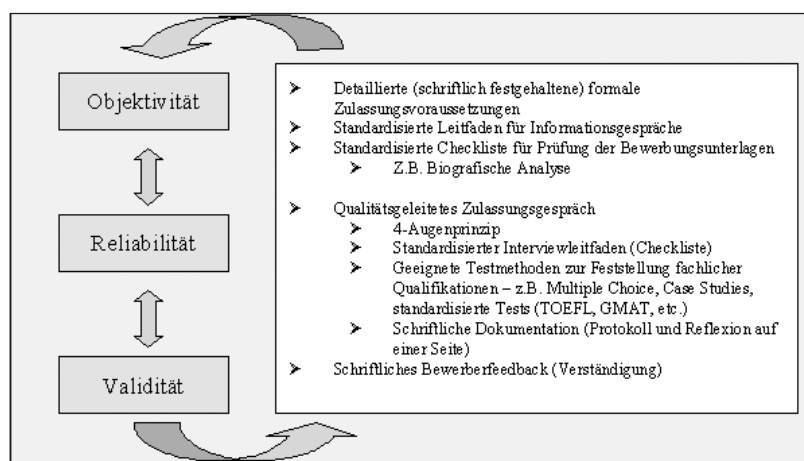 Objektivität
Reliabilität
Validität
Detaillierte (schriftlich festgehaltene) formale
Zulassungsvoraussetzungen
Standardisierte Leitfaden für Informationsgespräche
Standardisierte Checkliste für Prüfung der Bewerbungsunterlagen
Z.B. Biografische Analyse
Qualitätsgeleitetes Zulassungsgespräch
4-Augenprinzip
Standardisierter Interviewleitfaden (Checkliste)
Geeignete Testmethoden zur Feststellung fachlicher
Qualifikationen – z.B. Multiple Choice, Case Studies,
standardisierte Tests (TOEFL, GMAT, etc.)
Schriftliche Dokumentation (Protokoll und Reflexion auf
einer Seite)
Schriftliches Bewerberfeedback (Verständigung)